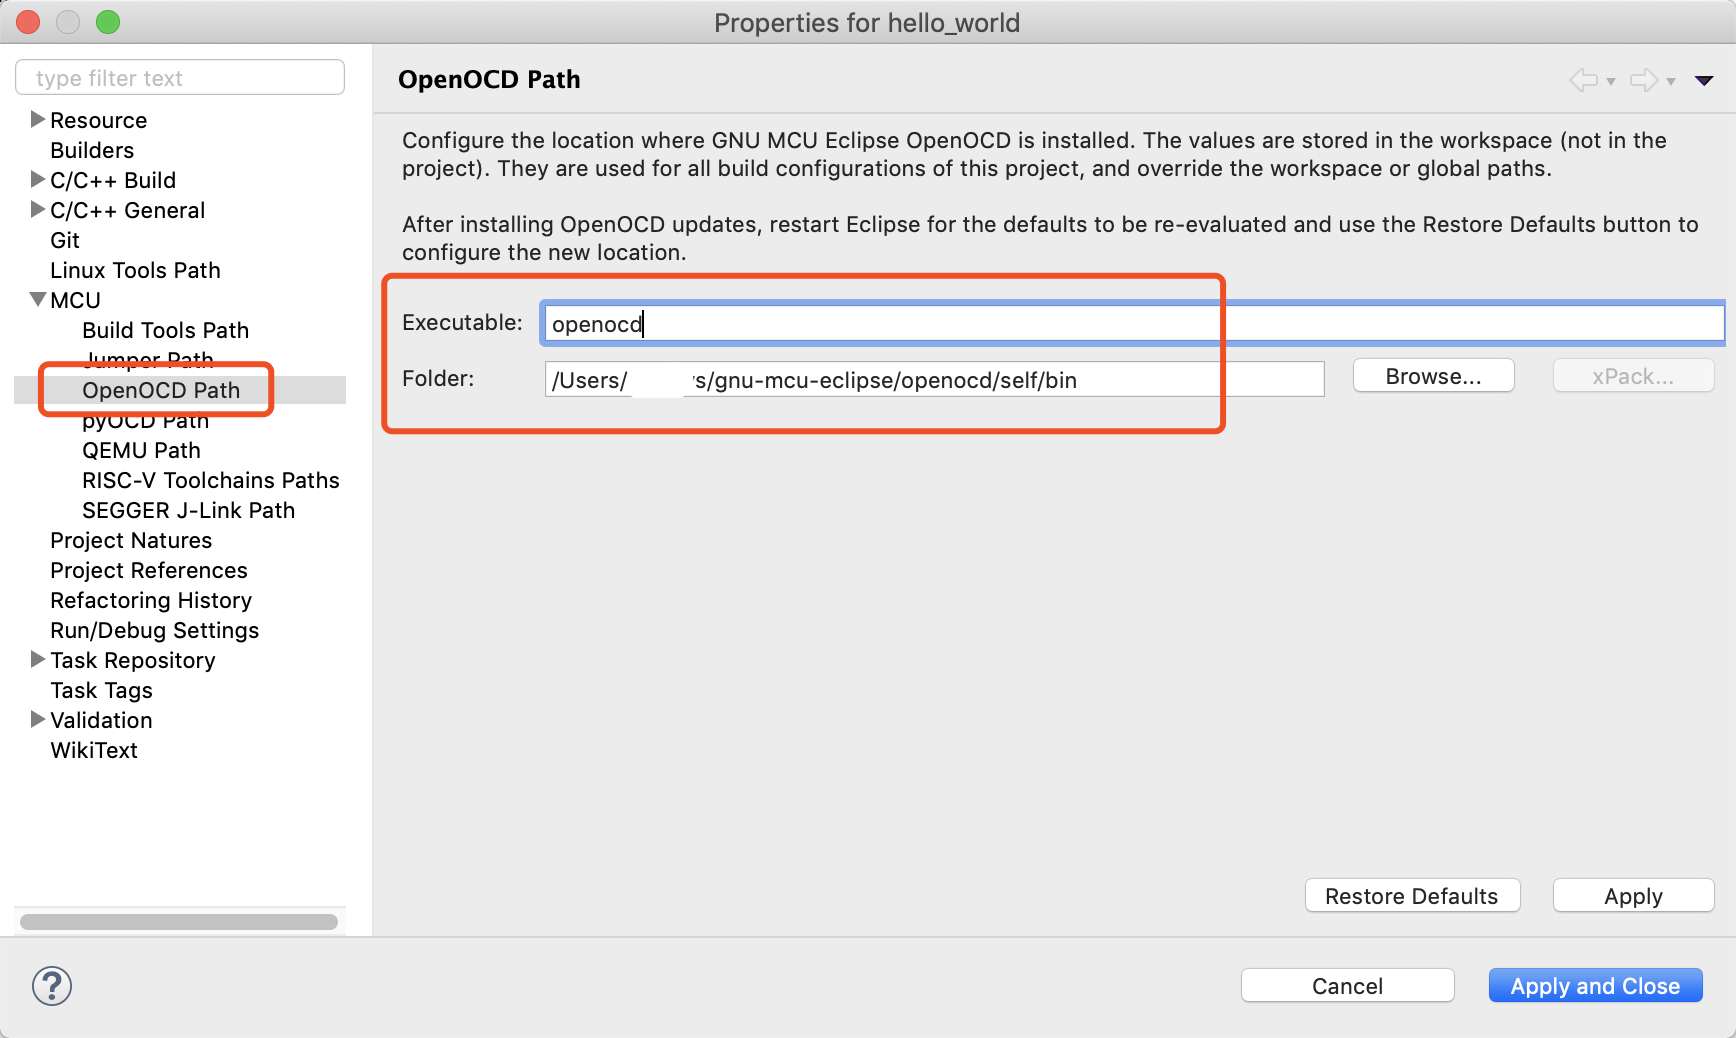 Properties for hello_world
type filter text
Resource
Builders
C/C++ Build
C/C++ General
Git
Linux Tools Path
MCU
Build Tools Path
Jumper Path
OpenOCD Path
pyOCD Path
QEMU Path
RISC-V Toolchains Paths
SEGGER J-Link Path
Project Natures
Project References
Refactoring History
Run/Debug Settings
Task Repository
Task Tags
Validation
WikiText
OpenOCD Path
Configure the location where GNU MCU Eclipse OpenOCD is installed. The values are stored in the workspace (not in the
project). They are used for all build configurations of this project, and override the workspace or global paths.
After installing OpenOCD updates, restart Eclipse for the defaults to be re-evaluated and use the Restore Defaults button to
configure the new location.
Executable: openocd
Folder: /Users/ s/gnu-mcu-eclipse/openocd/self/bin Browse... xPack...
Restore Defaults Apply
? Cancel Apply and Close